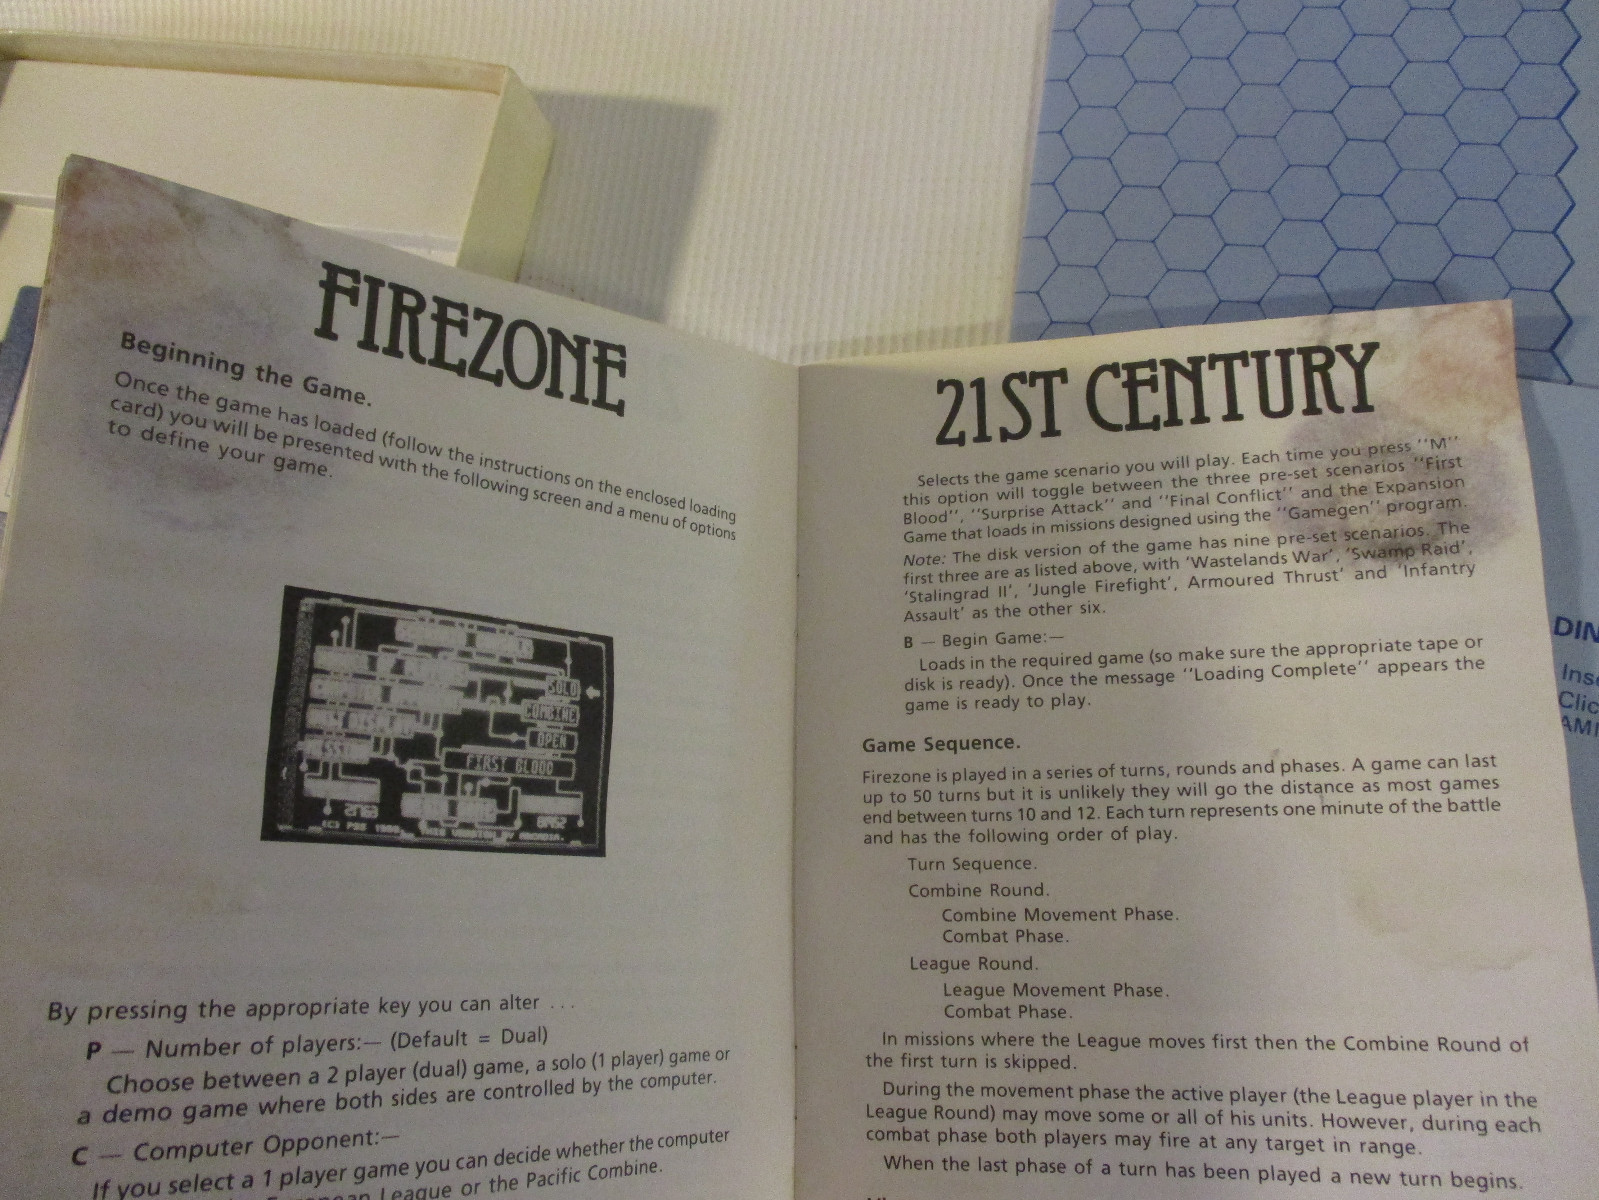 FIREZONE
Beginning the Game.
Once the game has loaded (follow the instructions on the enclosed loading
card) you will be presented with the following screen and a menu of options
to define your game.
SOLO
COMBINE
OPEN
FIRST BLOOD
(C) PSS
THIS VERSION BY ARCADIA.
By pressing the appropriate key you can alter . . .
P — Number of players:— (Default = Dual)
Choose between a 2 player (dual) game, a solo (1 player) game or
a demo game where both sides are controlled by the computer.
C — Computer Opponent:—
If you select a 1 player game you can decide whether the computer
European League or the Pacific Combine.
21ST CENTURY
Selects the game scenario you will play. Each time you press ''M''
this option will toggle between the three pre-set scenarios ''First
Blood'', ''Surprise Attack'' and ''Final Conflict'' and the Expansion
Game that loads in missions designed using the ''Gamegen'' program.
Note: The disk version of the game has nine pre-set scenarios. The
first three are as listed above, with 'Wastelands War', 'Swamp Raid',
'Stalingrad II', 'Jungle Firefight', Armoured Thrust' and 'Infantry
Assault' as the other six.
B — Begin Game:—
Loads in the required game (so make sure the appropriate tape or
disk is ready). Once the message ''Loading Complete'' appears the
game is ready to play.
Game Sequence.
Firezone is played in a series of turns, rounds and phases. A game can last
up to 50 turns but it is unlikely they will go the distance as most games
end between turns 10 and 12. Each turn represents one minute of the battle
and has the following order of play.
Turn Sequence.
Combine Round.
Combine Movement Phase.
Combat Phase.
League Round.
League Movement Phase.
Combat Phase.
In missions where the League moves first then the Combine Round of
the first turn is skipped.
During the movement phase the active player (the League player in the
League Round) may move some or all of his units. However, during each
combat phase both players may fire at any target in range.
When the last phase of a turn has been played a new turn begins.
DIN
Inse
Clic
AM